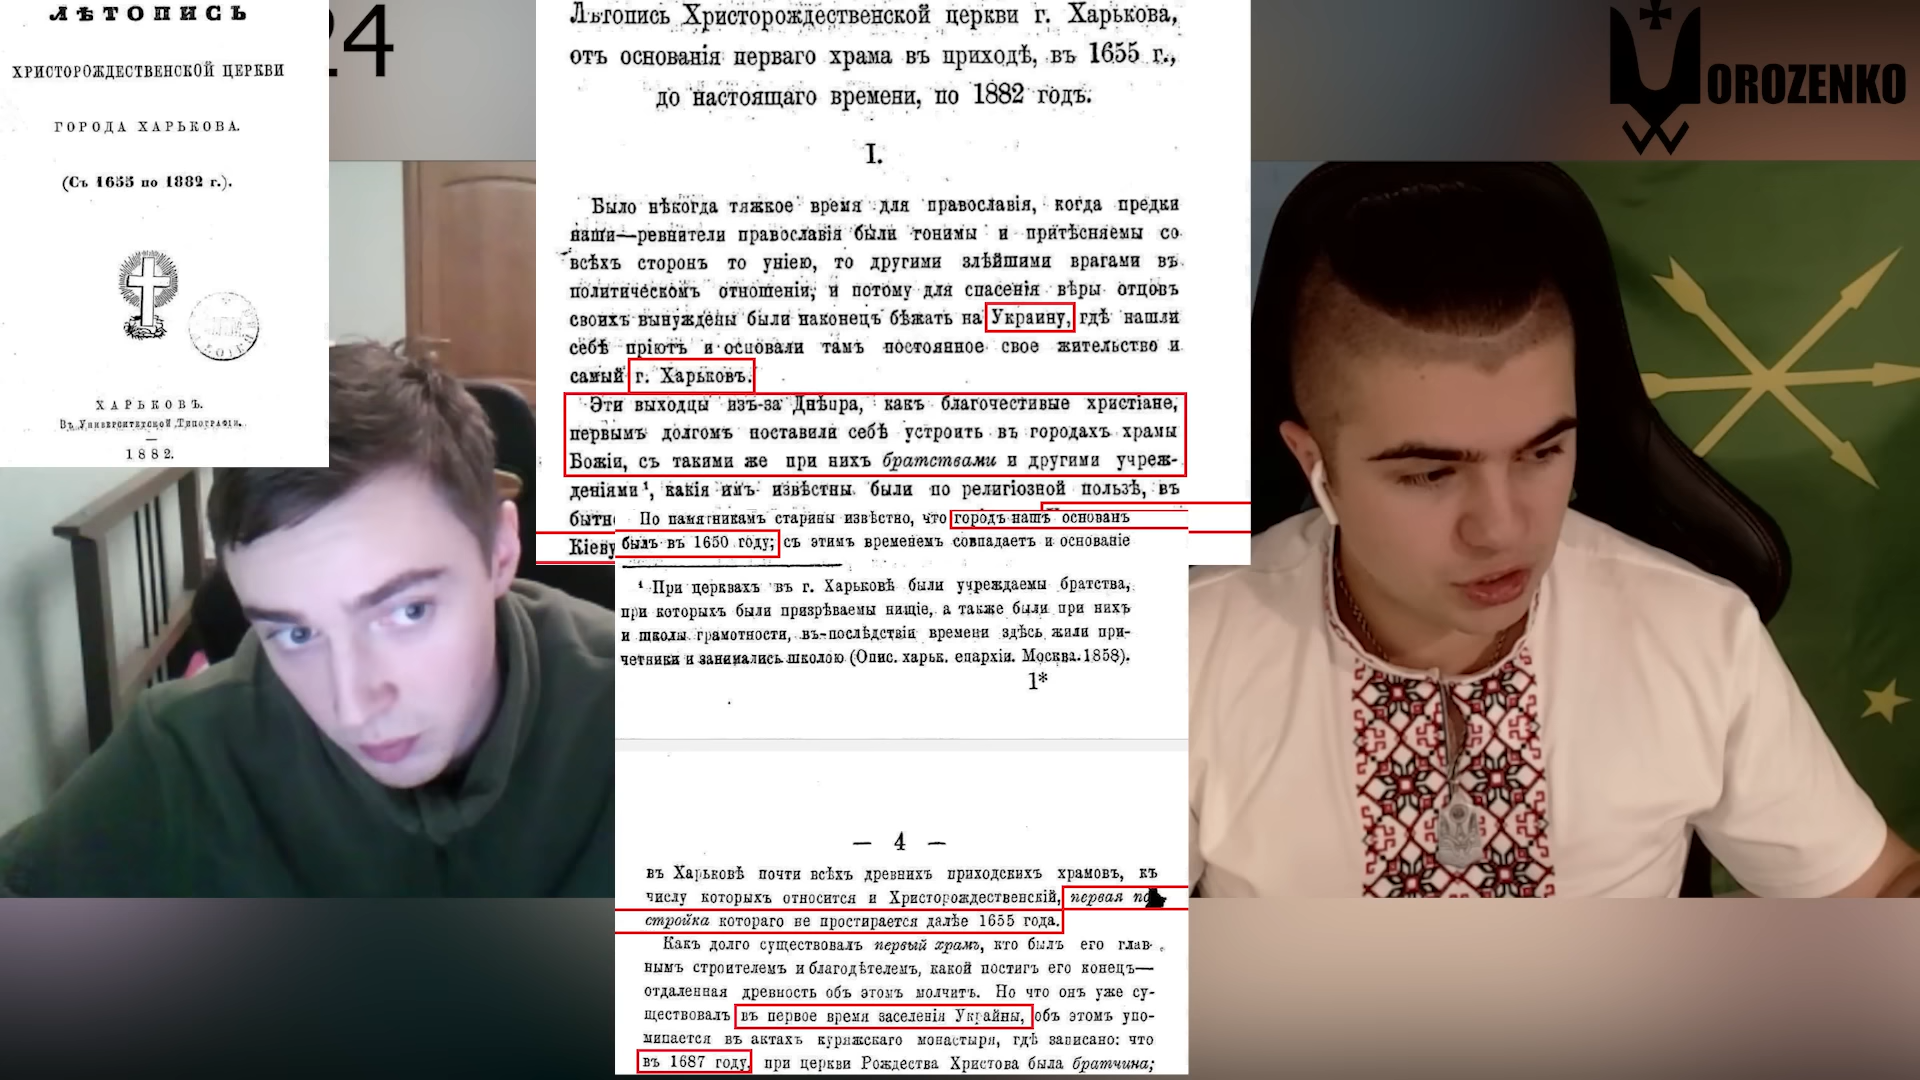 ЛѢТОПИСЬ
ХРИСТОРОЖДЕСТВЕНСКОЙ ЦЕРКВИ
ГОРОДА ХАРЬКОВА.
(Съ 1655 по 1882 г.).
ХАРЬКОВЪ.
Въ Университетской Типографіи.
1882.
24
Лѣтопись Христорождественской церкви г. Харькова,
отъ основанія перваго храма въ приходѣ, въ 1655 г.,
до настоящаго времени, по 1882 годъ.
I.
Было нѣкогда тяжкое время для православія, когда предки
наши—ревнители православія были гонимы и притѣсняемы со
всѣхъ сторонъ то уніею, то другими злѣйшими врагами въ
политическомъ отношеніи; и потому для спасенія вѣры отцовъ
своихъ вынуждены были наконецъ бѣжать на Украину, гдѣ нашли
себѣ пріютъ и основали тамъ постоянное свое жительство и
самый г. Харьковъ.
Эти выходцы изъ-за Днѣпра, какъ благочестивые христіане,
первымъ долгомъ поставили себѣ устроить въ городахъ храмы
Божіи, съ такими же при нихъ братствами и другими учреж-
деніями¹, какія имъ извѣстны были по религіозной пользѣ, въ
бытн
Кіеву
По памятникамъ старины извѣстно, что городъ нашъ основанъ
былъ въ 1650 году; съ этимъ временемъ совпадаетъ и основаніе
¹ При церквахъ въ г. Харьковѣ были учреждаемы братства,
при которыхъ были призрѣваемы нищіе, а также были при нихъ
и школы грамотности, въ-послѣдствіи времени здѣсь жили при-
четники и занимались школою (Опис. харьк. епархіи. Москва. 1858).
1*
— 4 —
въ Харьковѣ почти всѣхъ древнихъ приходскихъ храмовъ, къ
числу которыхъ относится и Христорождественскій, первая по-
стройка котораго не простирается далѣе 1655 года.
Какъ долго существовалъ первый храмъ, кто былъ его глав-
нымъ строителемъ и благодѣтелемъ, какой постигъ его конецъ—
отдаленная древность объ этомъ молчитъ. Но что онъ уже су-
ществовалъ въ первое время заселенія Украйны, объ этомъ упо-
минается въ актахъ куряжскаго монастыря, гдѣ записано: что
въ 1687 году, при церкви Рождества Христова была братчина;
OROZENKO